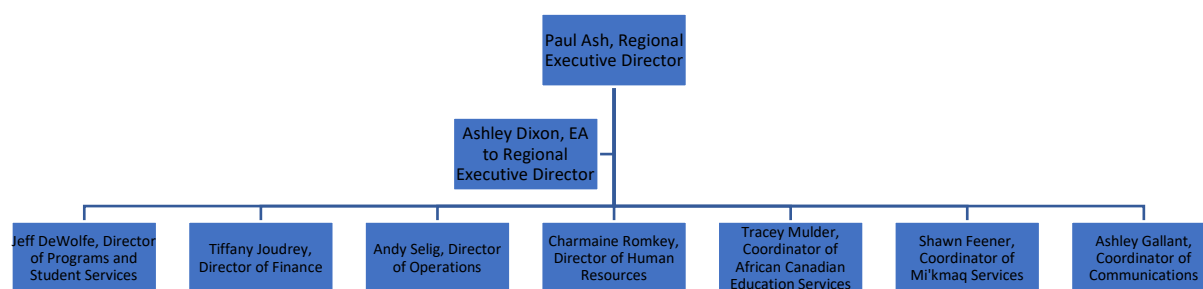 Paul Ash, Regional
Executive Director
Ashley Dixon, EA
to Regional
Executive Director
Jeff DeWolfe, Director
of Programs and
Student Services
Tiffany Joudrey,
Director of Finance
Andy Selig, Director
of Operations
Charmaine Romkey,
Director of Human
Resources
Tracey Mulder,
Coordinator of
African Canadian
Education Services
Shawn Feener,
Coordinator of
Mi'kmaq Services
Ashley Gallant,
Coordinator of
Communications